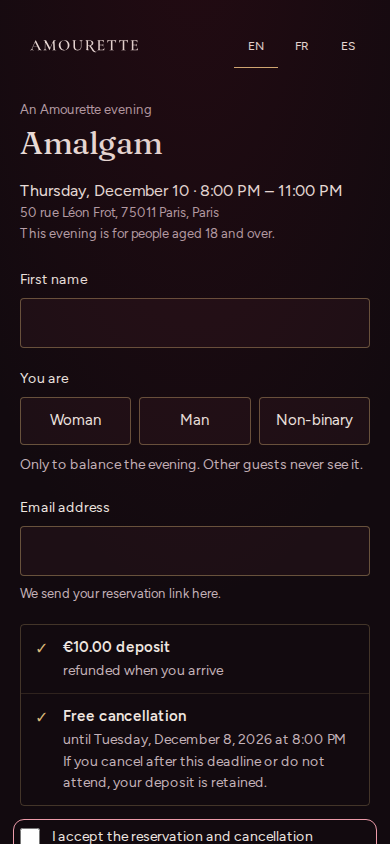 AMOURETTE
EN FR ES
An Amourette evening
Amalgam
Thursday, December 10 · 8:00 PM – 11:00 PM
50 rue Léon Frot, 75011 Paris, Paris
This evening is for people aged 18 and over.
First name
You are
Woman Man Non-binary
Only to balance the evening. Other guests never see it.
Email address
We send your reservation link here.
✓ €10.00 deposit
refunded when you arrive
✓ Free cancellation
until Tuesday, December 8, 2026 at 8:00 PM
If you cancel after this deadline or do not
attend, your deposit is retained.
I accept the reservation and cancellation